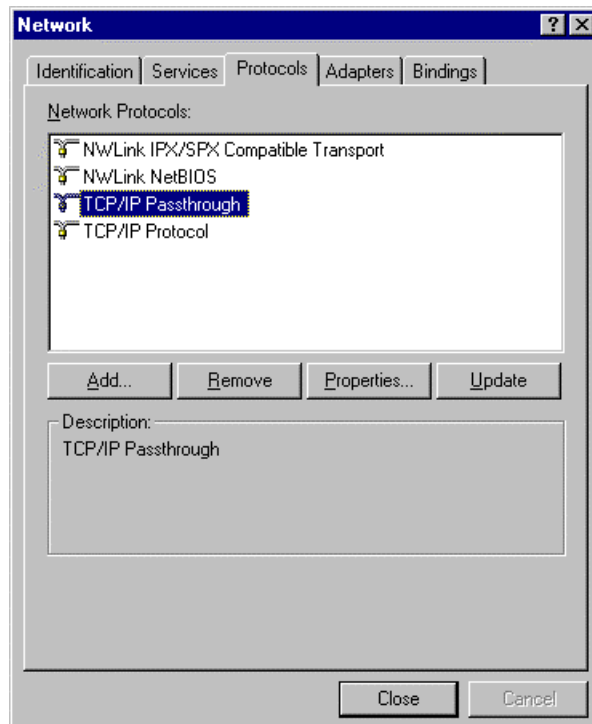 Network
Identification Services Protocols Adapters Bindings
Network Protocols:
NWLink IPX/SPX Compatible Transport
NWLink NetBIOS
TCP/IP Passthrough
TCP/IP Protocol
Add... Remove Properties... Update
Description:
TCP/IP Passthrough
Close Cancel